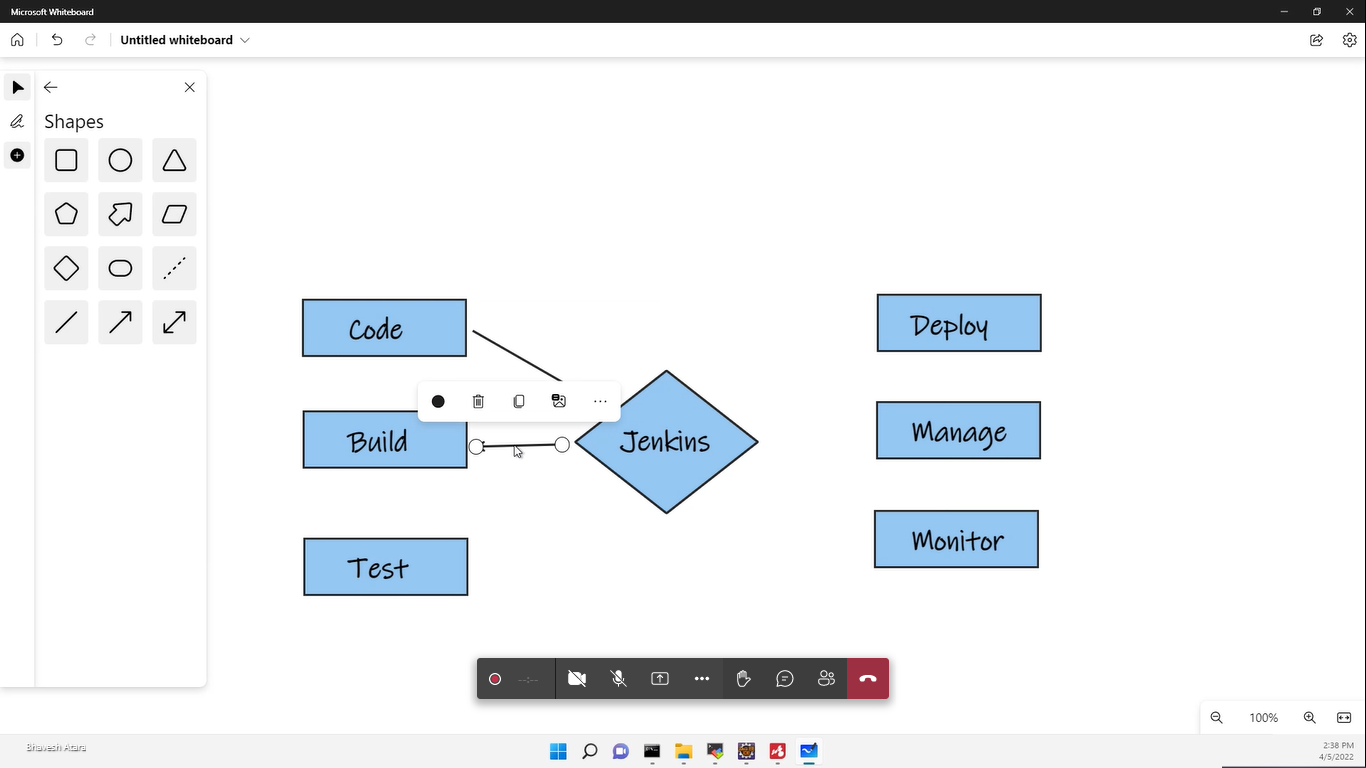 Microsoft Whiteboard
Untitled whiteboard
Shapes
Code
Deploy
Build
Jenkins
Manage
Test
Monitor
--:--
100%
Bhavesh Atara
2:38 PM
4/5/2022